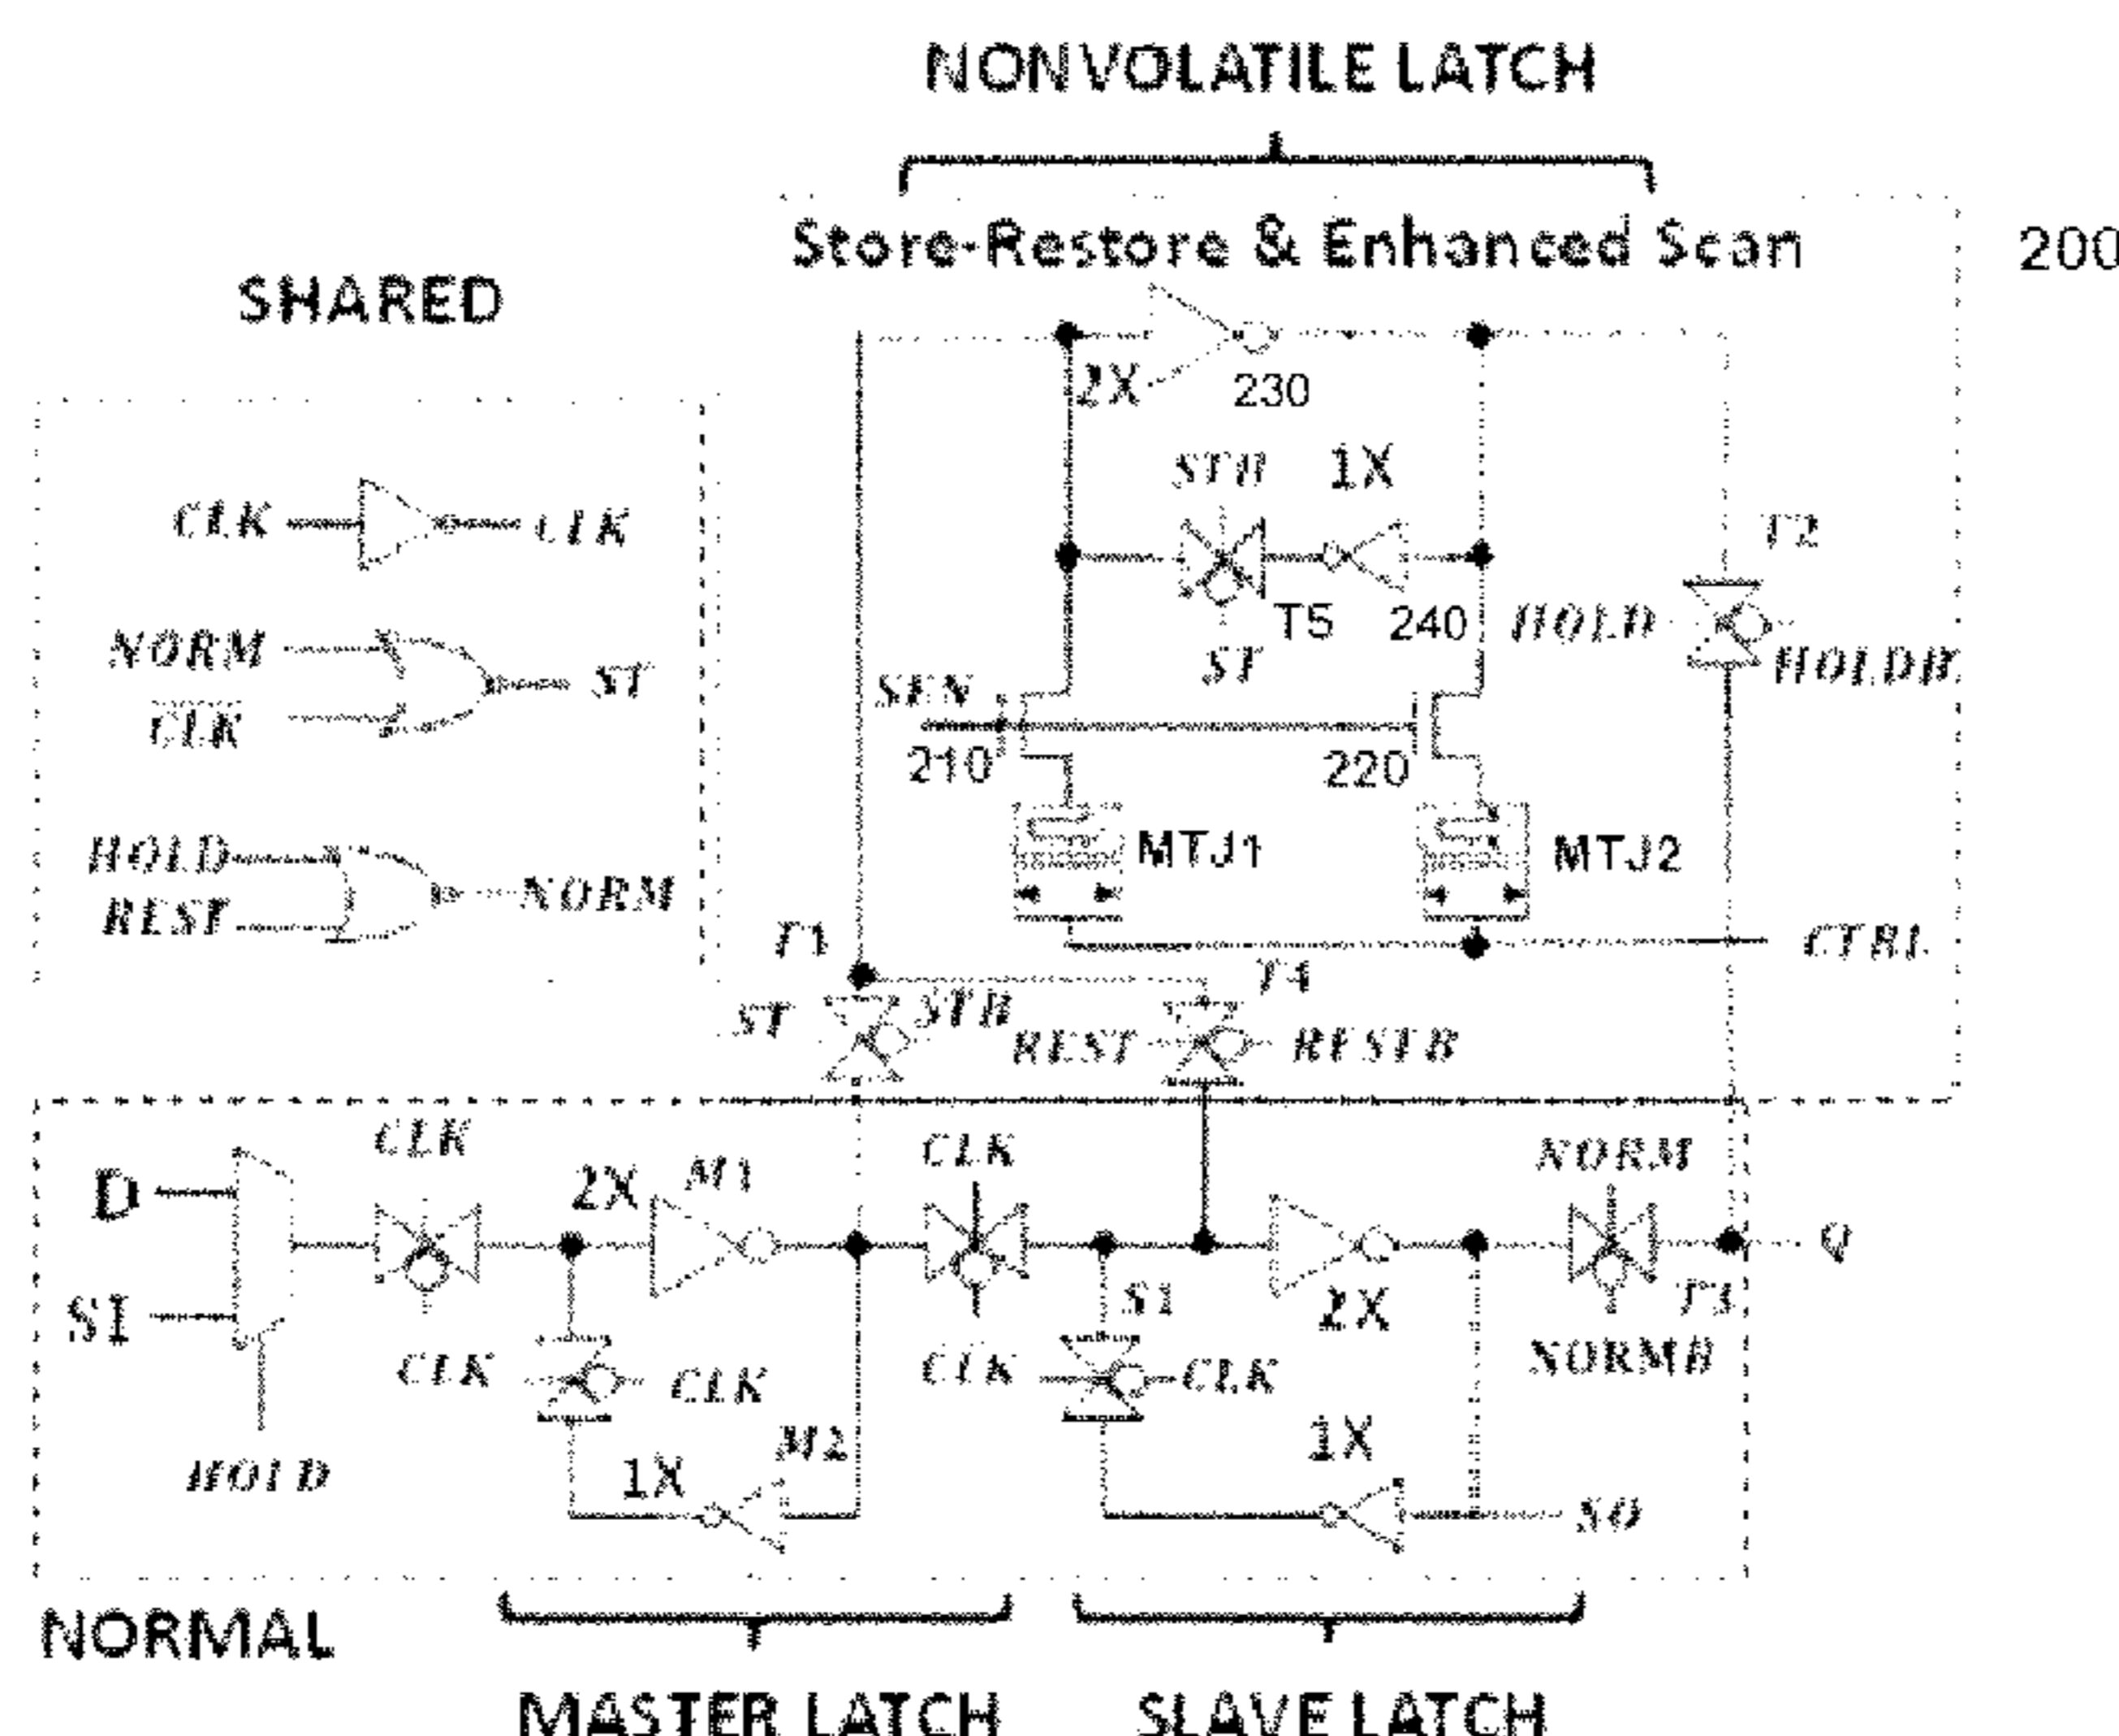 NONVOLATILE LATCH
Store-Restore & Enhanced Scan
200
SHARED
2X
230
CLK
CLK
STB
1X
T2
NORM
ST
CLK
T5
240
HOLD
HOLDB
ST
SEN
210
220
HOLD
REST
NORM
MTJ1
MTJ2
T1
CTRL
T4
ST
STB
REST
RESTB
CLK
D
2X
M1
CLK
NORM
Q
SI
S1
2X
T3
CLK
CLK
CLK
CLK
NORMB
HOLD
1X
M2
1X
SO
NORMAL
MASTER LATCH
SLAVE LATCH